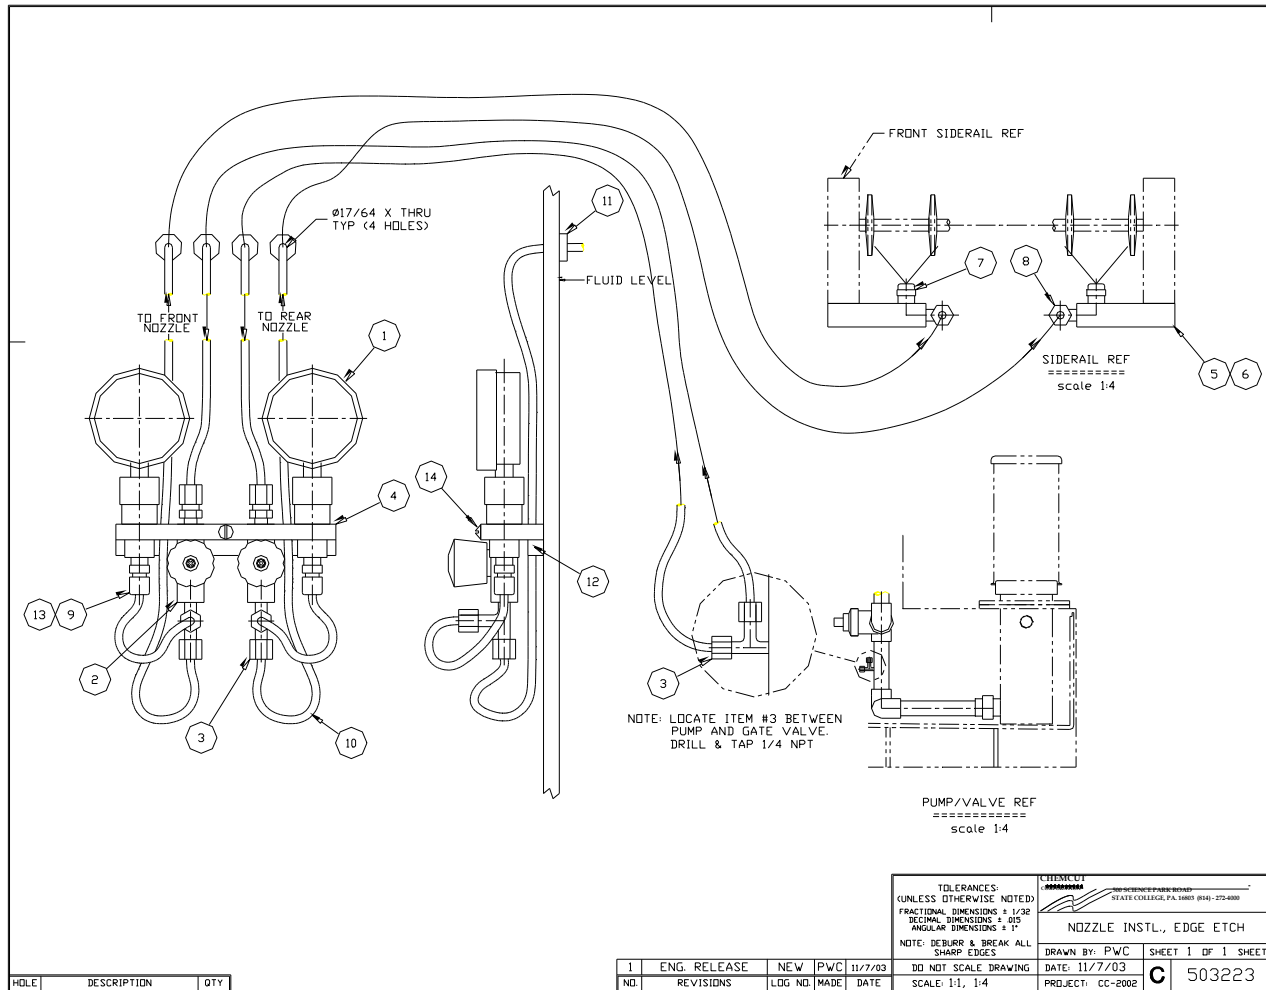 FRONT SIDERAIL REF
Ø17/64 X THRU
TYP (4 HOLES)
11
7
8
FLUID LEVEL
TO FRONT
NOZZLE
TO REAR
NOZZLE
1
SIDERAIL REF
scale 1:4
5
6
14
4
12
13
9
2
3
3
10
NOTE: LOCATE ITEM #3 BETWEEN
PUMP AND GATE VALVE.
DRILL & TAP 1/4 NPT
PUMP/VALVE REF
scale 1:4
TOLERANCES:
(UNLESS OTHERWISE NOTED)
FRACTIONAL DIMENSIONS ± 1/32
DECIMAL DIMENSIONS ± .015
ANGULAR DIMENSIONS ± 1°
NOTE: DEBURR & BREAK ALL
SHARP EDGES
DO NOT SCALE DRAWING
SCALE: 1:1, 1:4
CHEMCUT
500 SCIENCE PARK ROAD
STATE COLLEGE, PA. 16803 (814) - 272-4000
NOZZLE INSTL., EDGE ETCH
DRAWN BY: PWC
SHEET 1 OF 1 SHEET
DATE: 11/7/03
PROJECT: CC-2002
C
503223
1 ENG. RELEASE NEW PWC 11/7/03
NO. REVISIONS LOG NO. MADE DATE
HOLE DESCRIPTION QTY